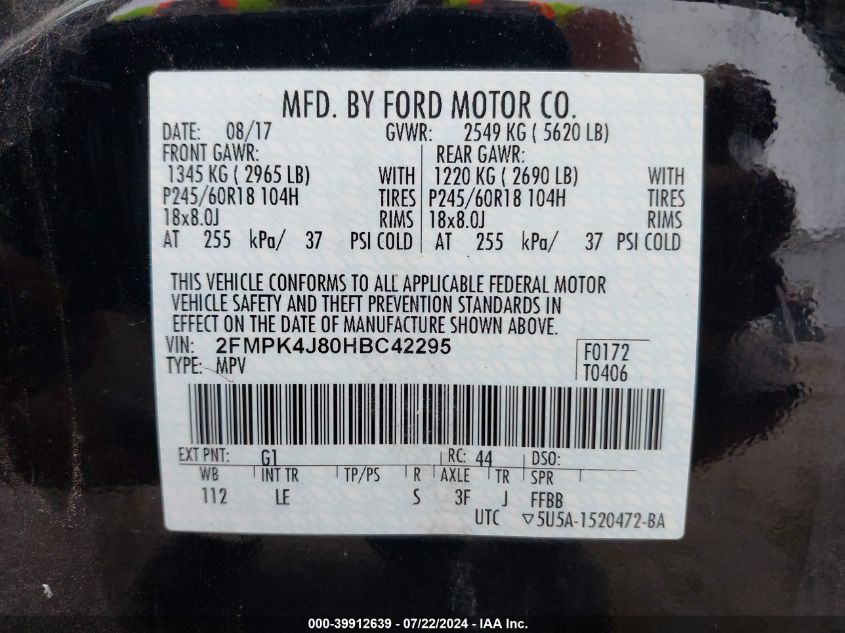 MFD. BY FORD MOTOR CO.
DATE: 08/17 GVWR: 2549 KG ( 5620 LB)
FRONT GAWR: REAR GAWR:
1345 KG ( 2965 LB) WITH 1220 KG ( 2690 LB) WITH
P245/60R18 104H TIRES P245/60R18 104H TIRES
18x8.0J RIMS 18x8.0J RIMS
AT 255 kPa/ 37 PSI COLD AT 255 kPa/ 37 PSI COLD
THIS VEHICLE CONFORMS TO ALL APPLICABLE FEDERAL MOTOR
VEHICLE SAFETY AND THEFT PREVENTION STANDARDS IN
EFFECT ON THE DATE OF MANUFACTURE SHOWN ABOVE.
VIN: 2FMPK4J80HBC42295 F0172
TYPE: MPV T0406
EXT PNT: G1 RC: 44 DSO:
WB INT TR TP/PS R AXLE TR SPR
112 LE S 3F J FFBB
UTC ▽5U5A-1520472-BA
000-39912639 / 07/22/2024 - IAA Inc.